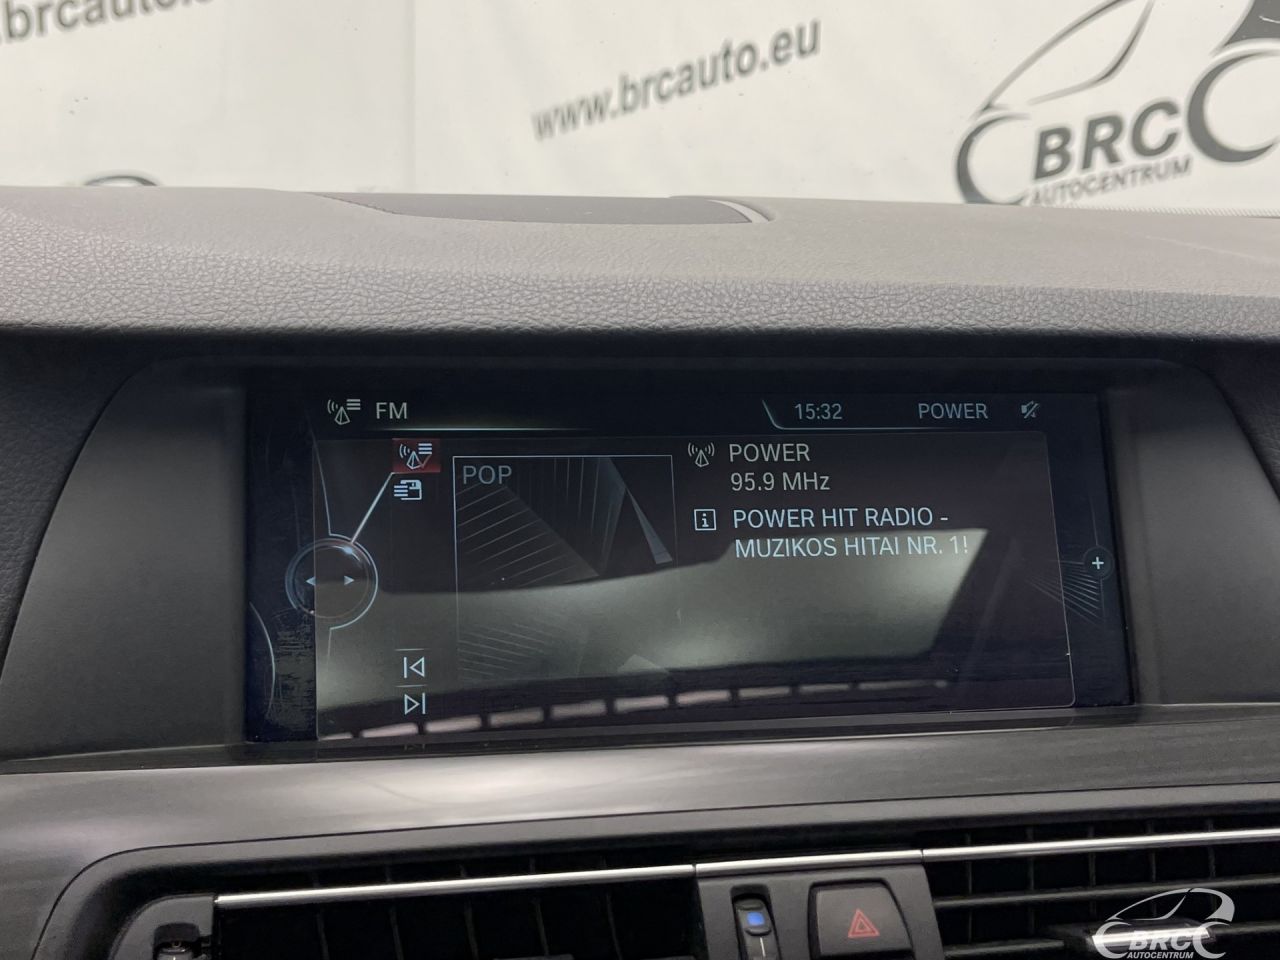 www.brcauto.eu
BRC
AUTOCENTRUM
FM
15:32
POWER
POP
POWER
95.9 MHz
POWER HIT RADIO -
MUZIKOS HITAI NR. 1!
BRC
AUTOCENTRUM